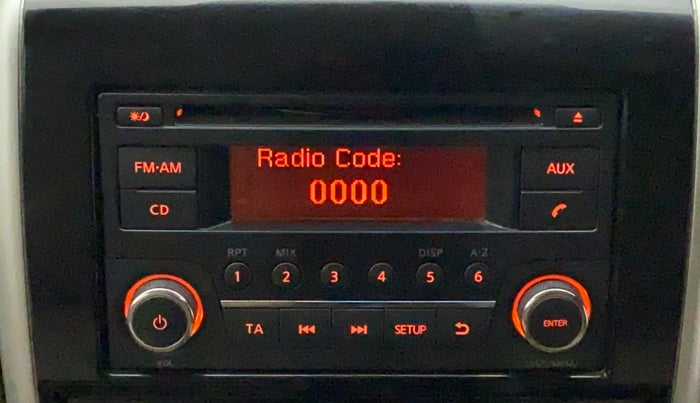 Radio Code:
FM·AM
0000
AUX
CD
RPT MIX DISP A-Z
1 2 3 4 5 6
TA SETUP ENTER